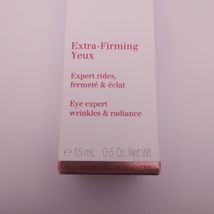 Extra-Firming
Yeux
Expert rides,
fermeté & éclat
Eye expert
wrinkles & radiance
℮ 15 mL 0.5 Oz. Net Wt.